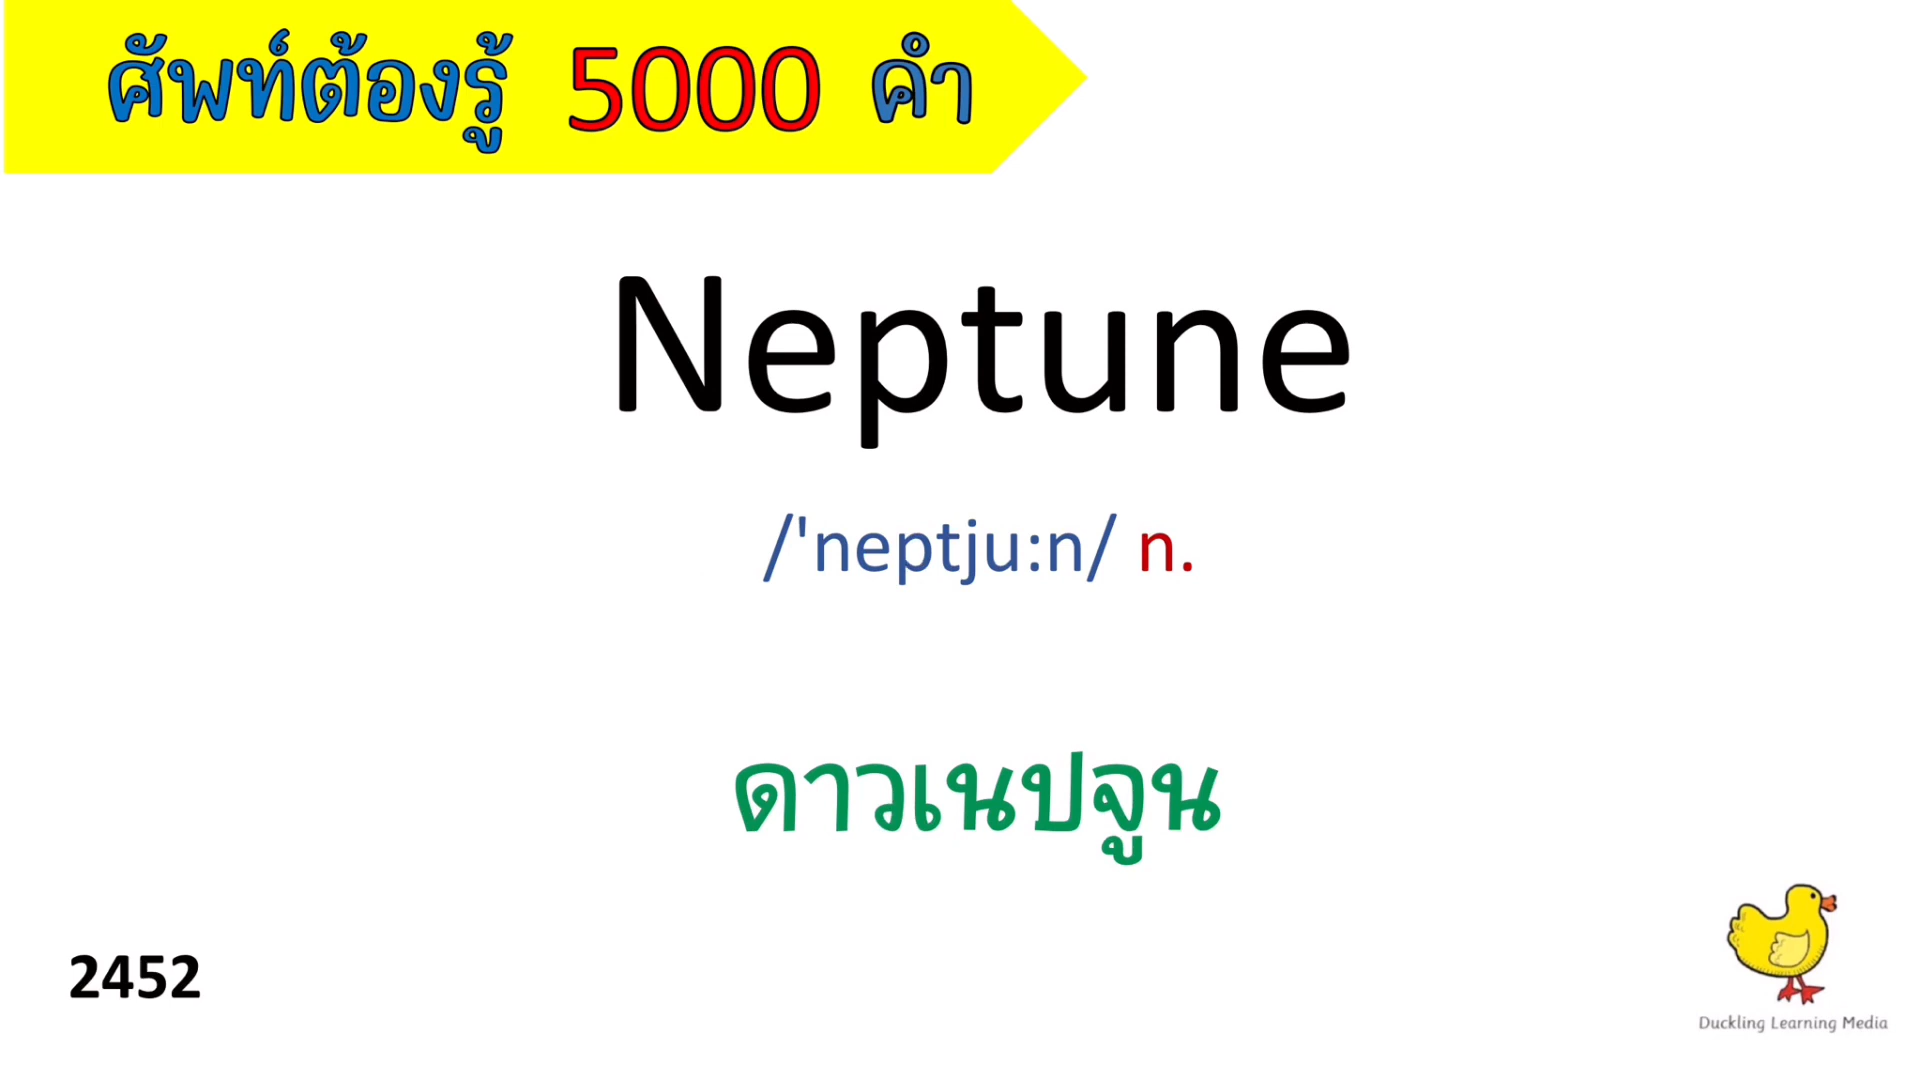 ศัพท์ต้องรู้ 5000 คำ
Neptune
/'neptju:n/ n.
ดาวเนปจูน
2452
Duckling Learning Media